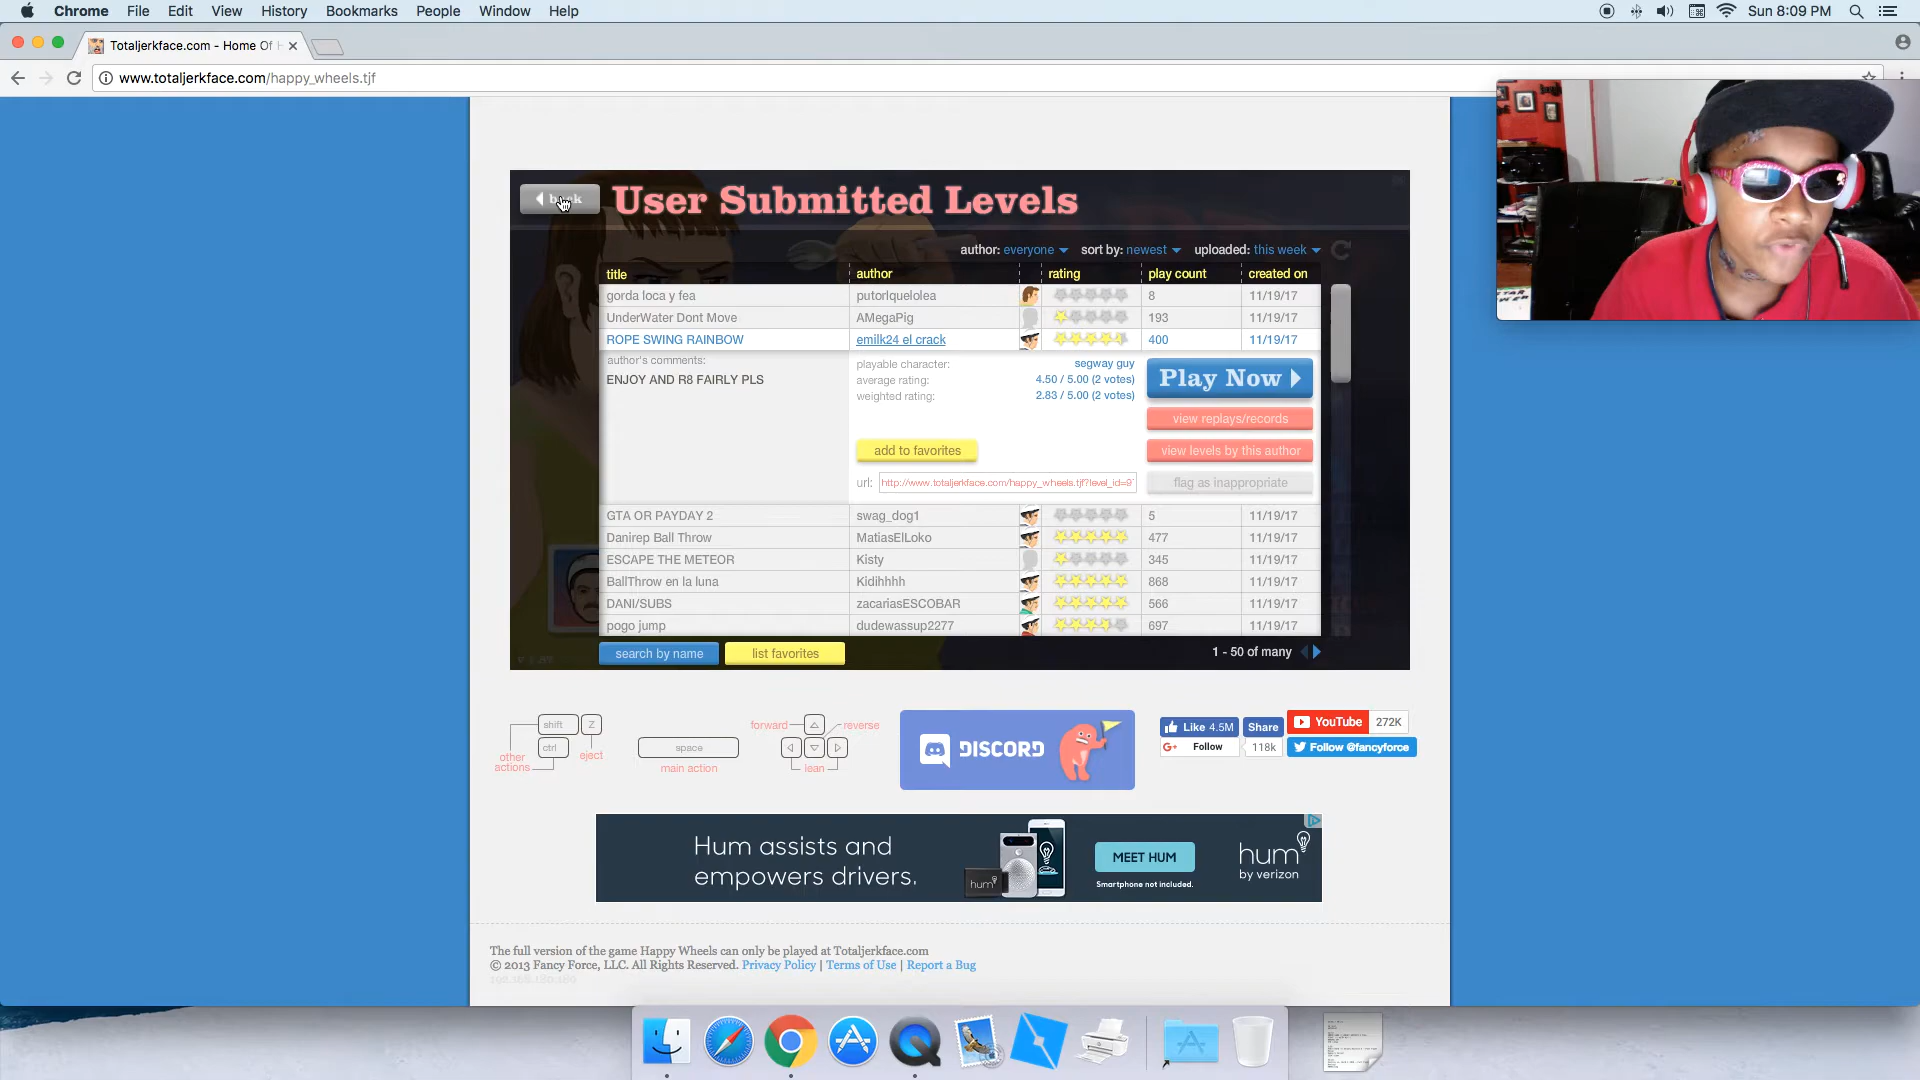 Chrome File Edit View History Bookmarks People Window Help Sun 8:09 PM
Totaljerkface.com - Home Of H
www.totaljerkface.com/happy_wheels.tjf
back
User Submitted Levels
author: everyone sort by: newest uploaded: this week
title author rating play count created on
gorda loca y fea putorlquelolea 8 11/19/17
UnderWater Dont Move AMegaPig 193 11/19/17
ROPE SWING RAINBOW emilk24 el crack 400 11/19/17
author's comments:
ENJOY AND R8 FAIRLY PLS
playable character: segway guy
average rating: 4.50 / 5.00 (2 votes)
weighted rating: 2.83 / 5.00 (2 votes)
Play Now
view replays/records
add to favorites
view levels by this author
url: http://www.totaljerkface.com/happy_wheels.tjf?level_id=9
flag as inappropriate
GTA OR PAYDAY 2 swag_dog1 5 11/19/17
Danirep Ball Throw MatiasElLoko 477 11/19/17
ESCAPE THE METEOR Kisty 345 11/19/17
BallThrow en la luna Kidihhhh 868 11/19/17
DANI/SUBS zacariasESCOBAR 566 11/19/17
pogo jump dudewassup2277 697 11/19/17
search by name list favorites 1 - 50 of many
shift Z
ctrl
other actions
eject
space
main action
forward reverse
lean
DISCORD
Like 4.5M Share YouTube 272K
Follow 118k Follow @fancyforce
Hum assists and
empowers drivers.
hum
MEET HUM
Smartphone not included.
hum
by verizon
The full version of the game Happy Wheels can only be played at Totaljerkface.com
© 2013 Fancy Force, LLC. All Rights Reserved. Privacy Policy | Terms of Use | Report a Bug
192.168.180.189